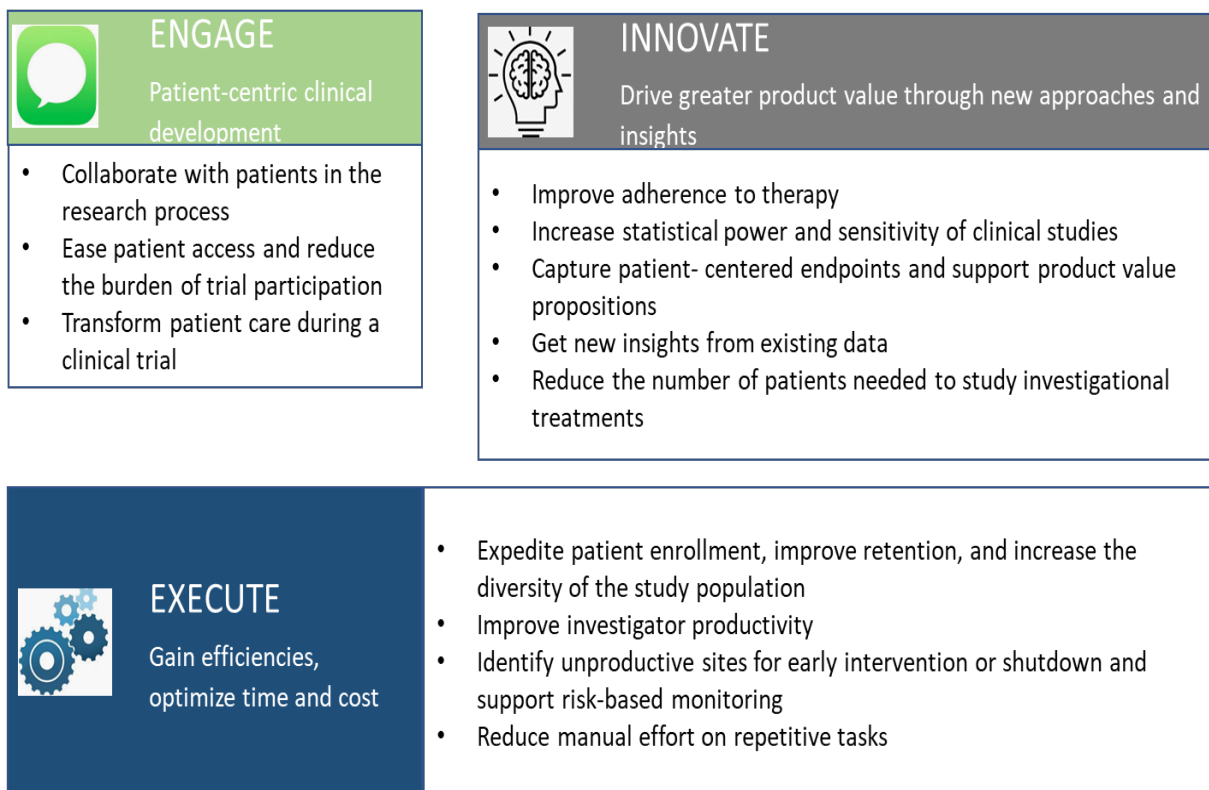 ENGAGE
Patient-centric clinical
development
• Collaborate with patients in the
research process
• Ease patient access and reduce
the burden of trial participation
• Transform patient care during a
clinical trial
INNOVATE
Drive greater product value through new approaches and
insights
• Improve adherence to therapy
• Increase statistical power and sensitivity of clinical studies
• Capture patient- centered endpoints and support product value
propositions
• Get new insights from existing data
• Reduce the number of patients needed to study investigational
treatments
EXECUTE
Gain efficiencies,
optimize time and cost
• Expedite patient enrollment, improve retention, and increase the
diversity of the study population
• Improve investigator productivity
• Identify unproductive sites for early intervention or shutdown and
support risk-based monitoring
• Reduce manual effort on repetitive tasks